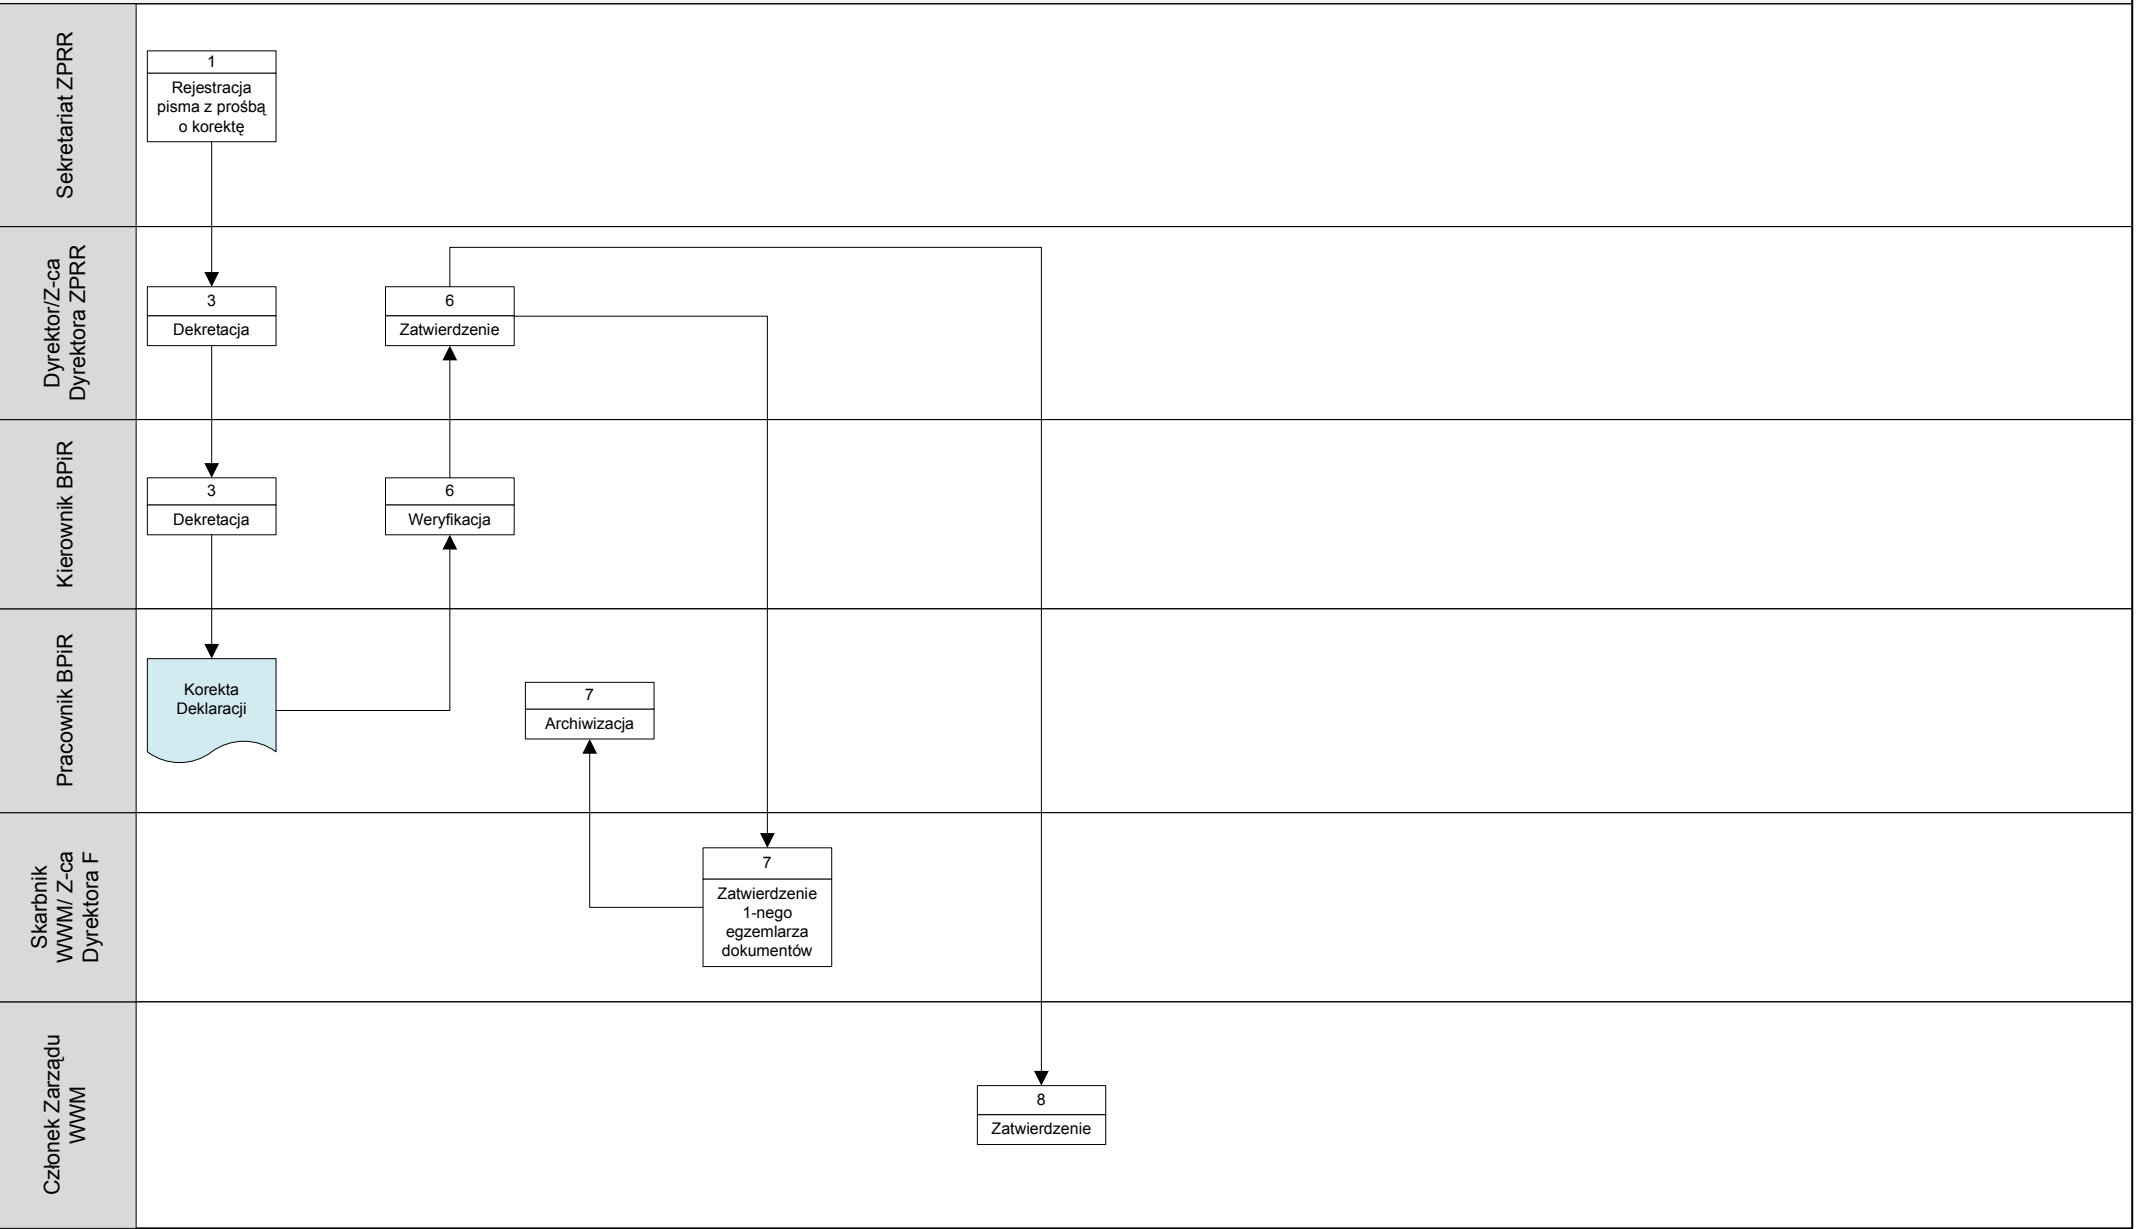 Sekretariat ZPRR
1
Rejestracja
pisma z prośbą
o korektę
Dyrektor/Z-ca
Dyrektora ZPRR
3
Dekretacja
6
Zatwierdzenie
Kierownik BPiR
3
Dekretacja
6
Weryfikacja
Pracownik BPiR
Korekta
Deklaracji
7
Archiwizacja
Skarbnik
WWM/ Z-ca
Dyrektora F
7
Zatwierdzenie
1-nego
egzemlarza
dokumentów
Członek Zarządu
WWM
8
Zatwierdzenie